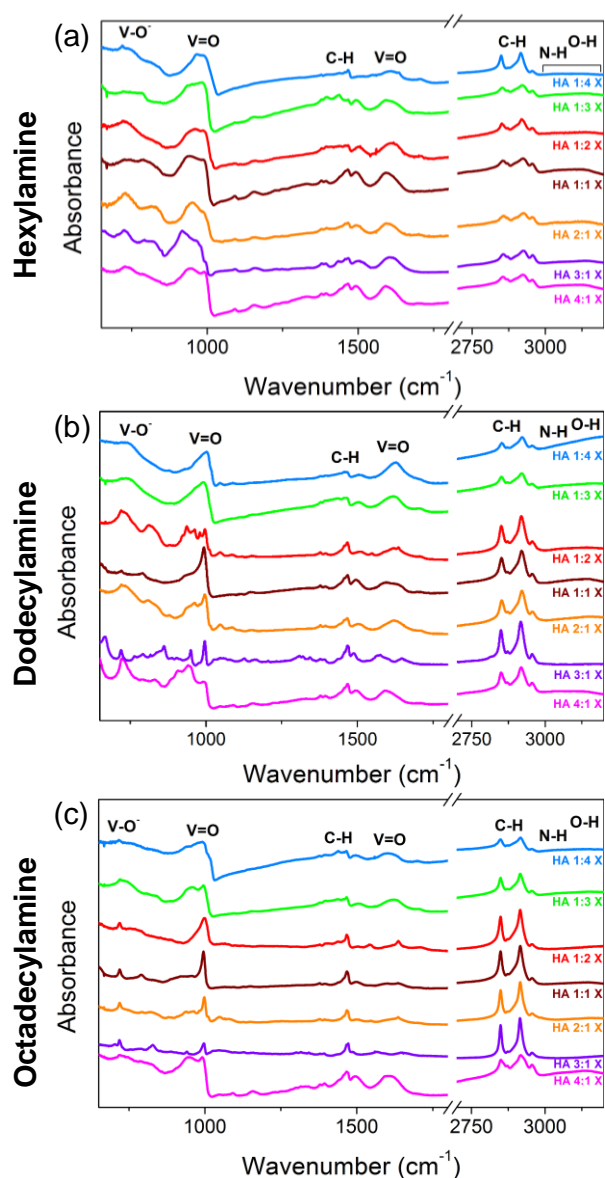 (a)
Hexylamine
Absorbance
V-O⁻
V=O
C-H
V=O
C-H
N-H
O-H
HA 1:4 X
HA 1:3 X
HA 1:2 X
HA 1:1 X
HA 2:1 X
HA 3:1 X
HA 4:1 X
1000
1500
2750
3000
Wavenumber (cm⁻¹)
(b)
Dodecylamine
Absorbance
V-O⁻
V=O
C-H
V=O
C-H
N-H
O-H
HA 1:4 X
HA 1:3 X
HA 1:2 X
HA 1:1 X
HA 2:1 X
HA 3:1 X
HA 4:1 X
1000
1500
2750
3000
Wavenumber (cm⁻¹)
(c)
Octadecylamine
Absorbance
V-O⁻
V=O
C-H
V=O
C-H
N-H
O-H
HA 1:4 X
HA 1:3 X
HA 1:2 X
HA 1:1 X
HA 2:1 X
HA 3:1 X
HA 4:1 X
1000
1500
2750
3000
Wavenumber (cm⁻¹)